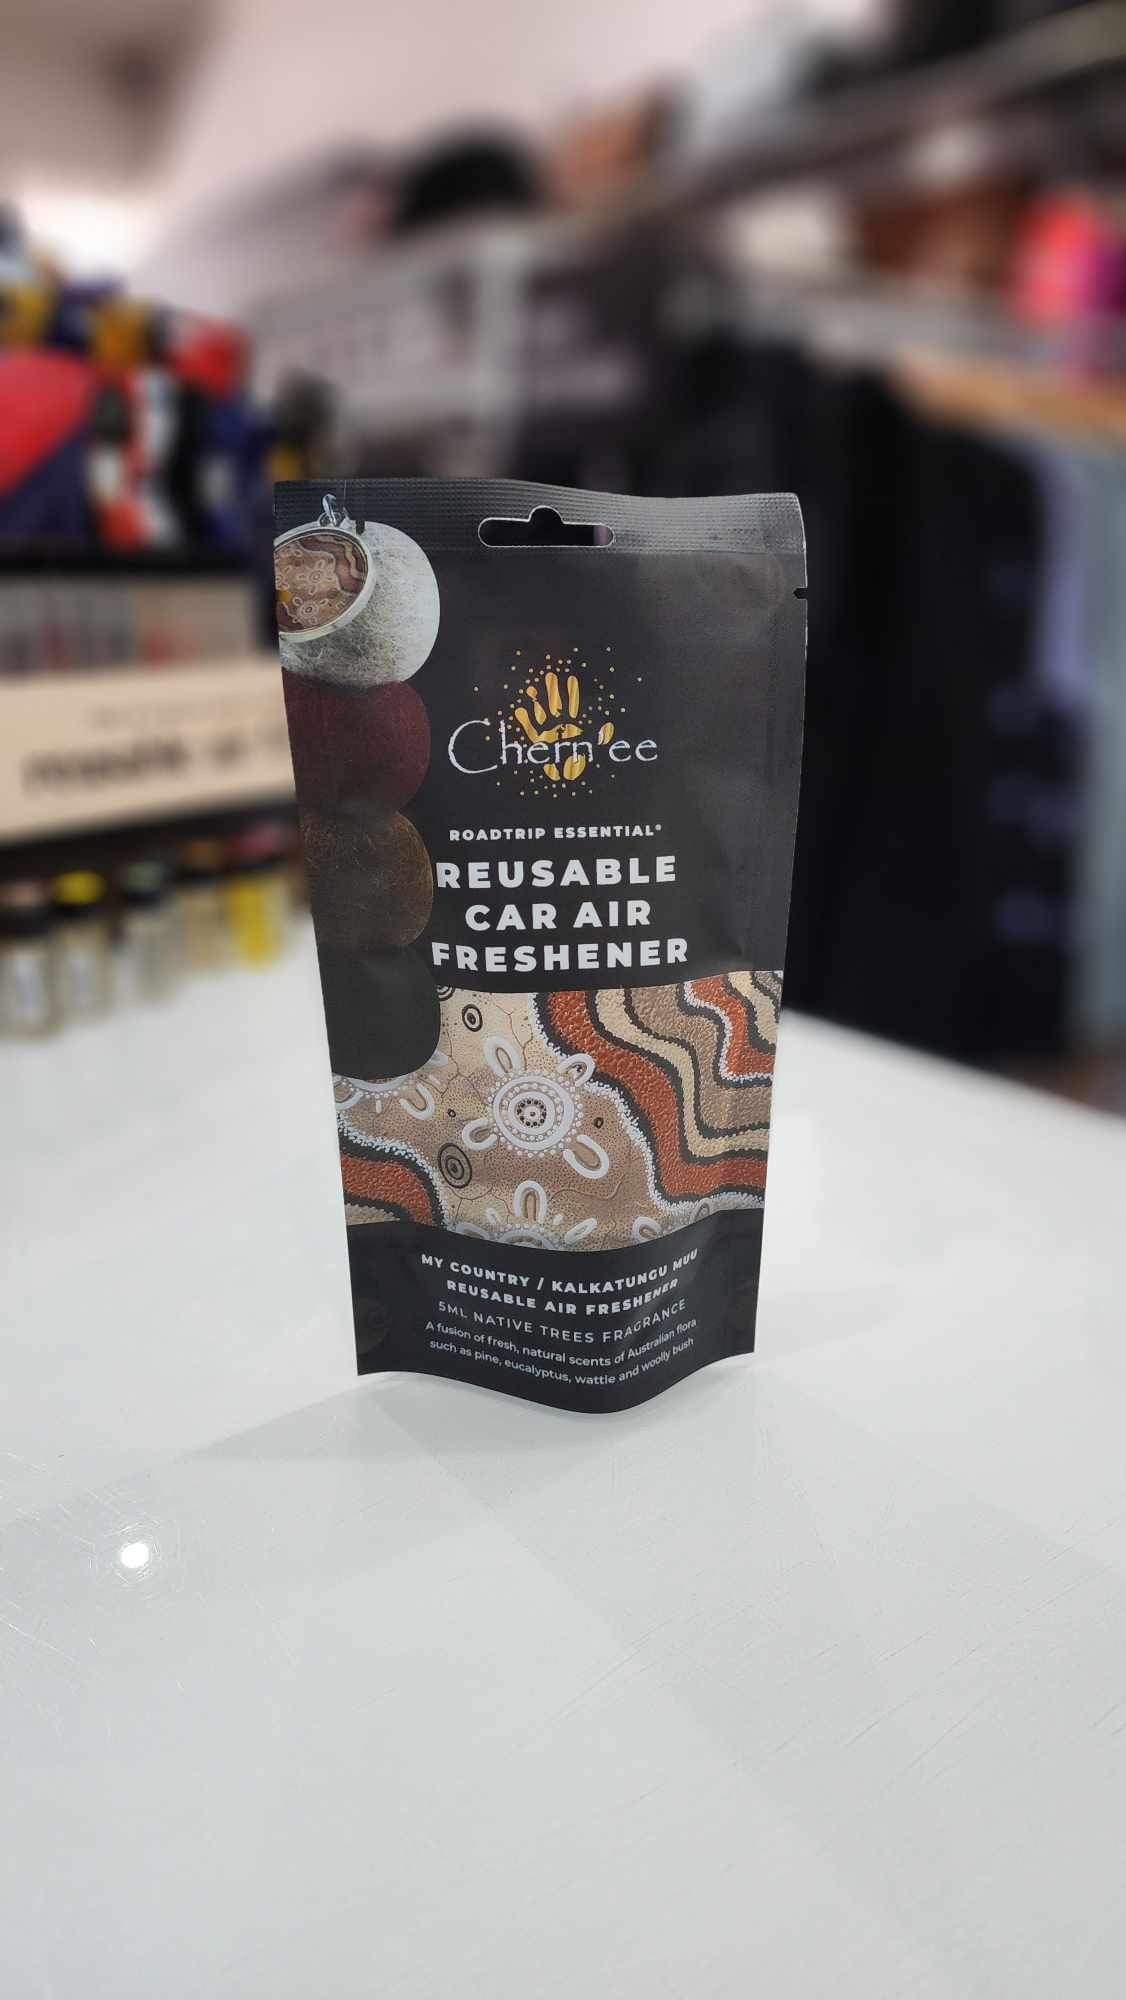 Chern'ee
ROADTRIP ESSENTIAL®
REUSABLE
CAR AIR
FRESHENER
MY COUNTRY / KALKATUNGU MUU
REUSABLE AIR FRESHENER
5ML NATIVE TREES FRAGRANCE
A fusion of fresh, natural scents of Australian flora
such as pine, eucalyptus, wattle and woolly bush